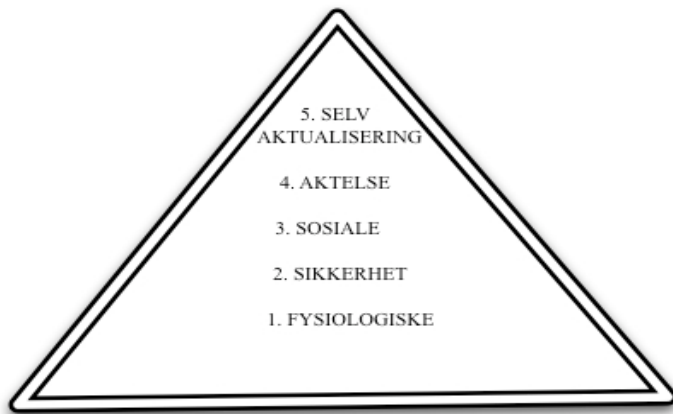 5. SELV
AKTUALISERING
4. AKTELSE
3. SOSIALE
2. SIKKERHET
1. FYSIOLOGISKE